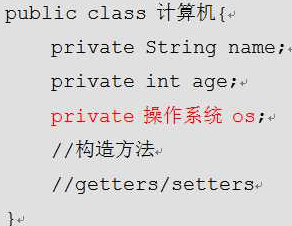 public class 计算机{
private String name;
private int age;
private 操作系统 os;
//构造方法
//getters/setters
}